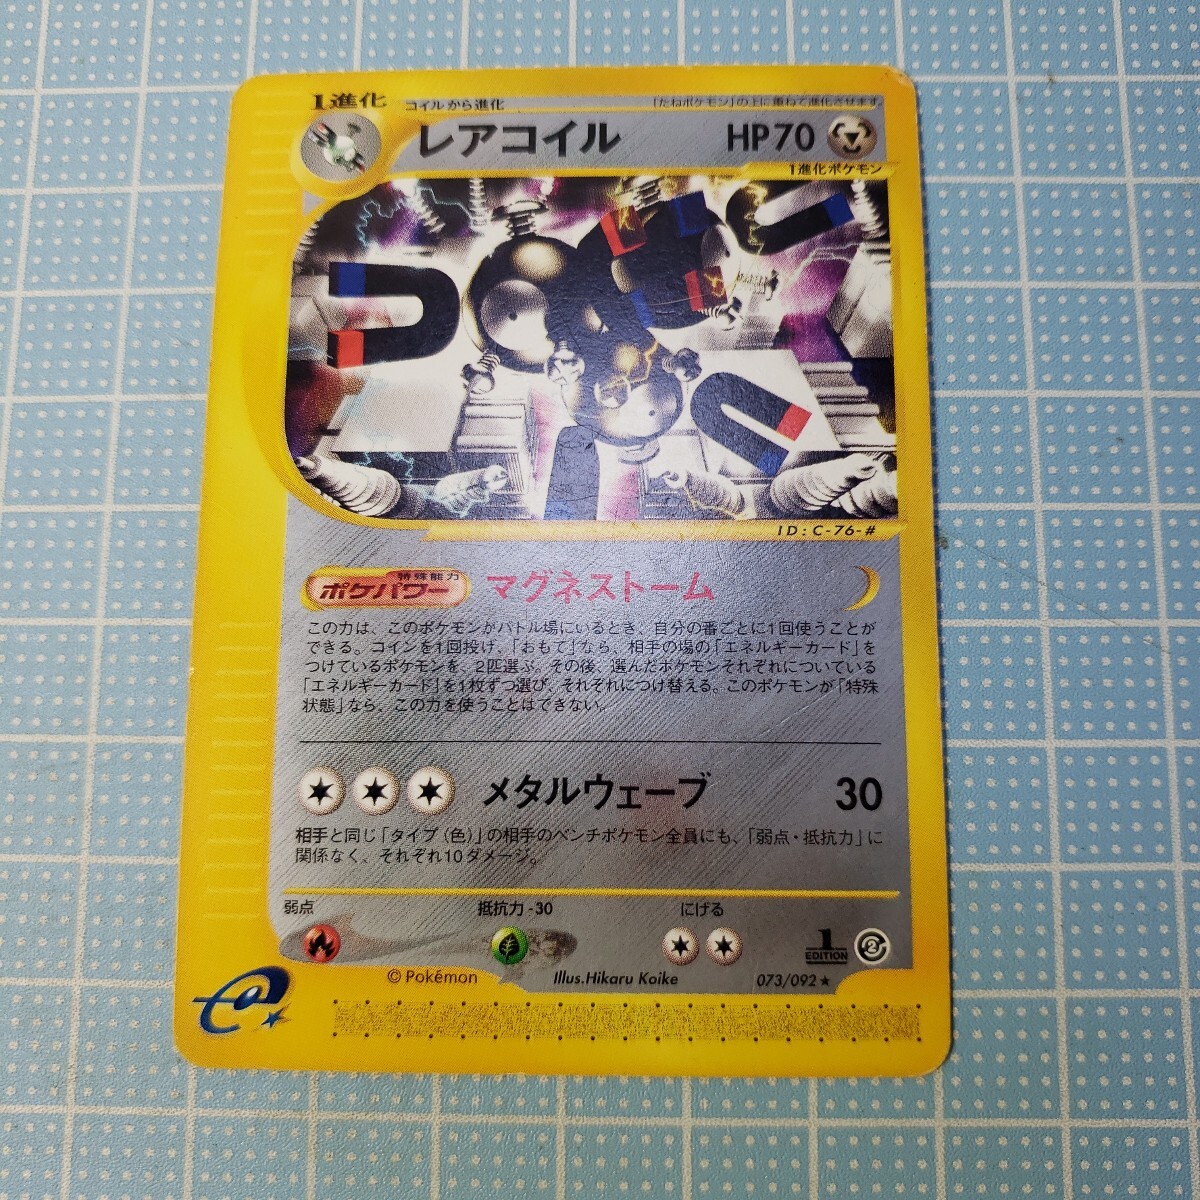 1進化
コイルから進化
「たねポケモン」の上に重ねて進化させます。
レアコイル HP70
1進化ポケモン
ID:C-76-#
特殊能力
ポケパワー マグネストーム
この力は、このポケモンがバトル場にいるとき、自分の番ごとに1回使うことが
できる。コインを1回投げ、「おもて」なら、相手の場の「エネルギーカード」を
つけているポケモンを、2匹選ぶ。その後、選んだポケモンそれぞれについている
「エネルギーカード」を1枚ずつ選び、それぞれにつけ替える。このポケモンが「特殊
状態」なら、この力を使うことはできない。
メタルウェーブ 30
相手と同じ「タイプ（色）」の相手のベンチポケモン全員にも、「弱点・抵抗力」に
関係なく、それぞれ10ダメージ。
弱点 抵抗力 -30 にげる
1
EDITION
2
© Pokémon Illus.Hikaru Koike 073/092★
e